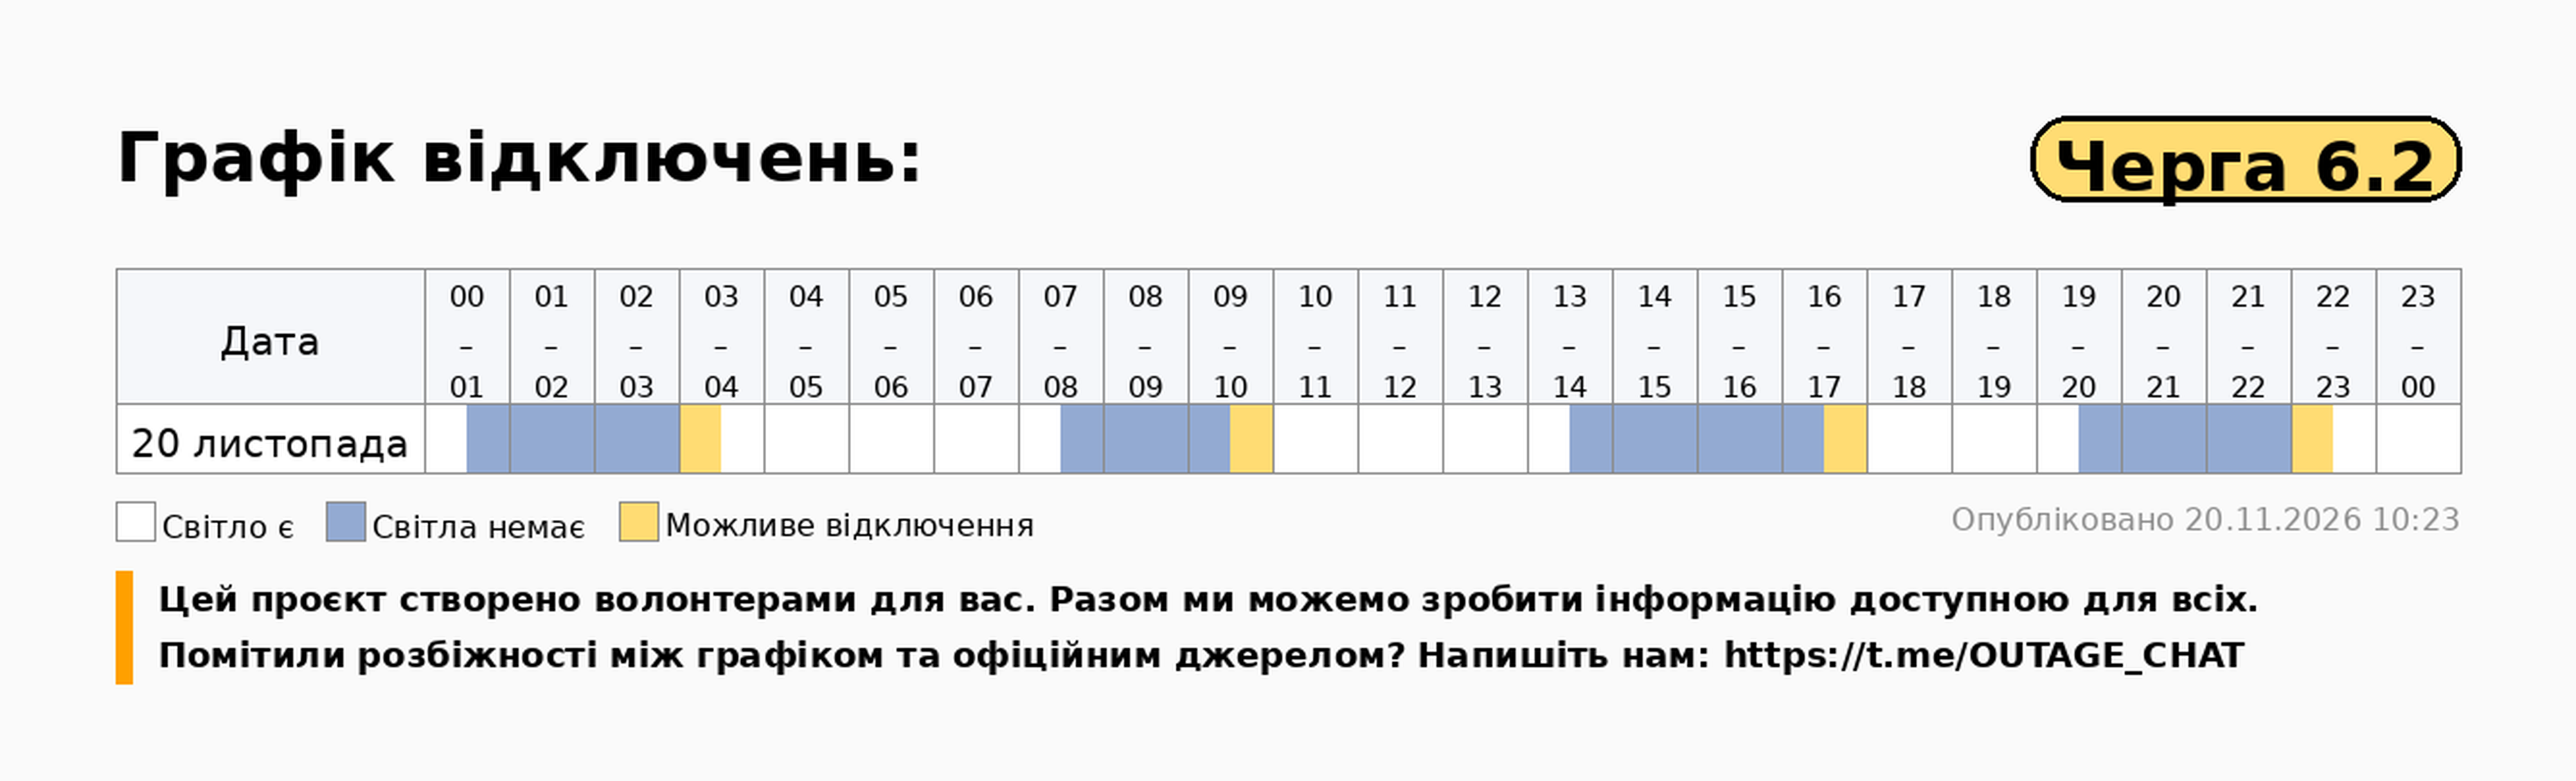 Графік відключень:
Черга 6.2
Дата
00 – 01
01 – 02
02 – 03
03 – 04
04 – 05
05 – 06
06 – 07
07 – 08
08 – 09
09 – 10
10 – 11
11 – 12
12 – 13
13 – 14
14 – 15
15 – 16
16 – 17
17 – 18
18 – 19
19 – 20
20 – 21
21 – 22
22 – 23
23 – 00
20 листопада
Світло є
Світла немає
Можливе відключення
Опубліковано 20.11.2026 10:23
Цей проєкт створено волонтерами для вас. Разом ми можемо зробити інформацію доступною для всіх.
Помітили розбіжності між графіком та офіційним джерелом? Напишіть нам: https://t.me/OUTAGE_CHAT